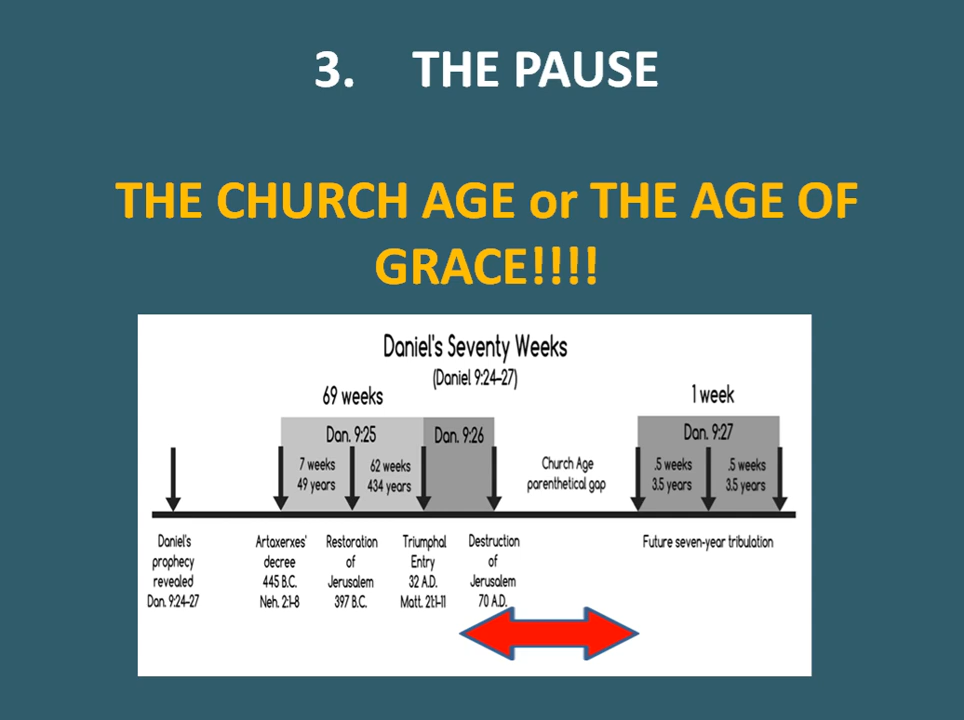 3. THE PAUSE
THE CHURCH AGE or THE AGE OF
GRACE!!!!
Daniel's Seventy Weeks
(Daniel 9:24-27)
69 weeks
1 week
Dan. 9:25
Dan. 9:26
Dan. 9:27
7 weeks
49 years
62 weeks
434 years
Church Age
parenthetical gap
.5 weeks
3.5 years
.5 weeks
3.5 years
Daniel's
prophecy
revealed
Dan. 9:24-27
Artaxerxes'
decree
445 B.C.
Neh. 2:1-8
Restoration
of
Jerusalem
397 B.C.
Triumphal
Entry
32 A.D.
Matt. 21:1-11
Destruction
of
Jerusalem
70 A.D.
Future seven-year tribulation